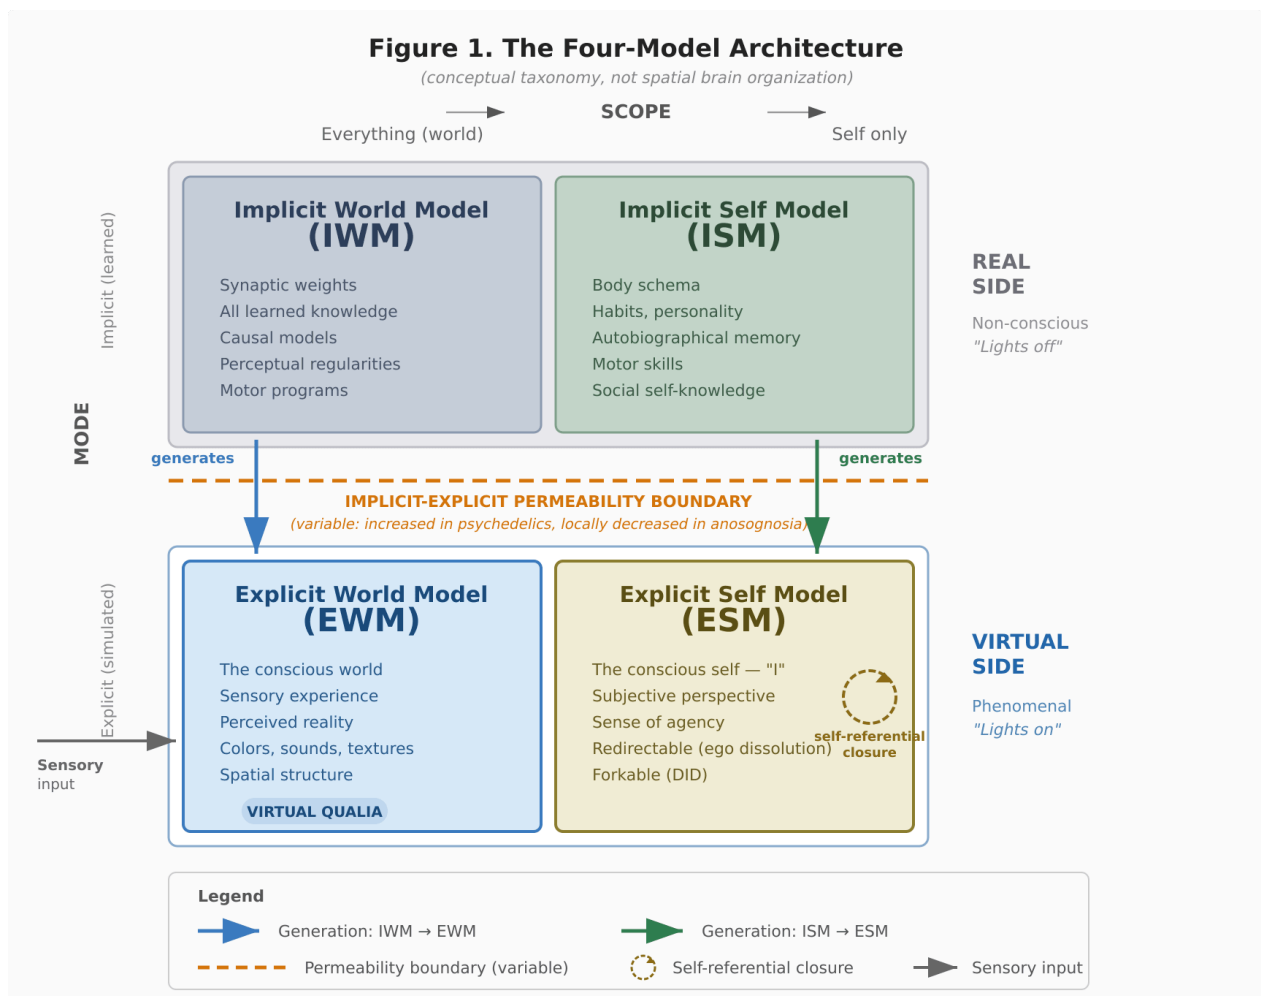 Figure 1. The Four-Model Architecture
(conceptual taxonomy, not spatial brain organization)
SCOPE
Everything (world)
Self only
MODE
Implicit (learned)
Implicit World Model
(IWM)
Synaptic weights
All learned knowledge
Causal models
Perceptual regularities
Motor programs
Implicit Self Model
(ISM)
Body schema
Habits, personality
Autobiographical memory
Motor skills
Social self-knowledge
REAL
SIDE
Non-conscious
"Lights off"
generates
generates
IMPLICIT-EXPLICIT PERMEABILITY BOUNDARY
(variable: increased in psychedelics, locally decreased in anosognosia)
Explicit (simulated)
Sensory
input
Explicit World Model
(EWM)
The conscious world
Sensory experience
Perceived reality
Colors, sounds, textures
Spatial structure
VIRTUAL QUALIA
Explicit Self Model
(ESM)
The conscious self — "I"
Subjective perspective
Sense of agency
Redirectable (ego dissolution)
Forkable (DID)
self-referential
closure
VIRTUAL
SIDE
Phenomenal
"Lights on"
Legend
Generation: IWM → EWM
Generation: ISM → ESM
Permeability boundary (variable)
Self-referential closure
Sensory input